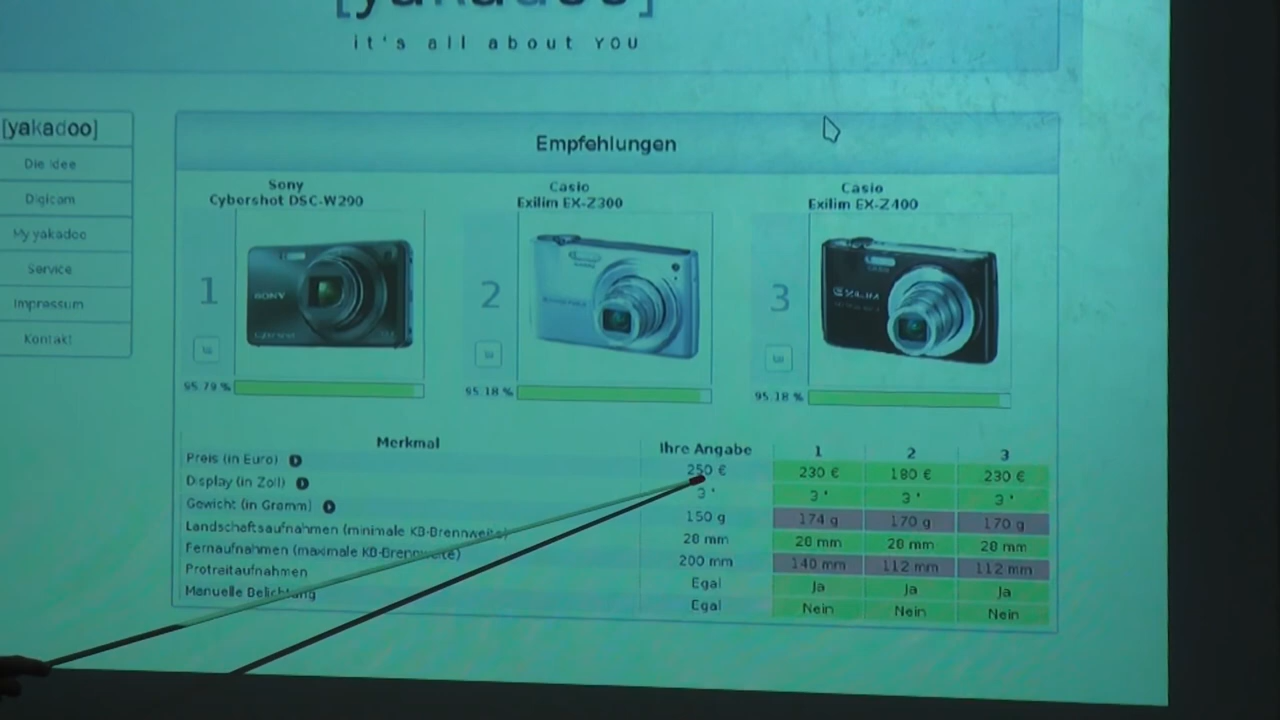 [yakadoo]
it's all about YOU
[yakadoo]
Die Idee
Digicam
My yakadoo
Service
Impressum
Kontakt
Empfehlungen
Sony
Cybershot DSC-W290
Casio
Exilim EX-Z300
Casio
Exilim EX-Z400
1
2
3
SONY
Cyber-shot
EXILIM
95.79 %
95.18 %
95.18 %
Merkmal Ihre Angabe 1 2 3
Preis (in Euro) 250 € 230 € 180 € 230 €
Display (in Zoll) 3 ' 3 ' 3 ' 3 '
Gewicht (in Gramm) 150 g 174 g 170 g 170 g
Landschaftsaufnahmen (minimale KB-Brennweite) 28 mm 28 mm 28 mm 28 mm
Fernaufnahmen (maximale KB-Brennweite) 200 mm 140 mm 112 mm 112 mm
Protreitaufnahmen Egal Ja Ja Ja
Manuelle Belichtung Egal Nein Nein Nein